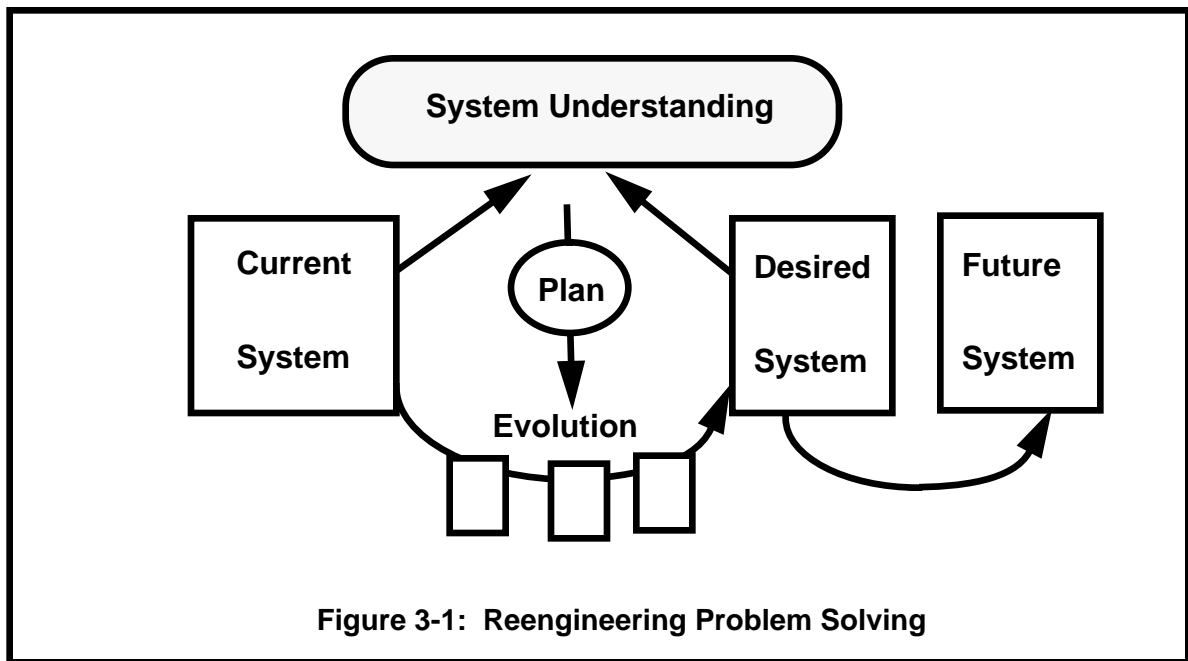 System Understanding
Current
System
Plan
Desired
System
Future
System
Evolution
Figure 3-1: Reengineering Problem Solving